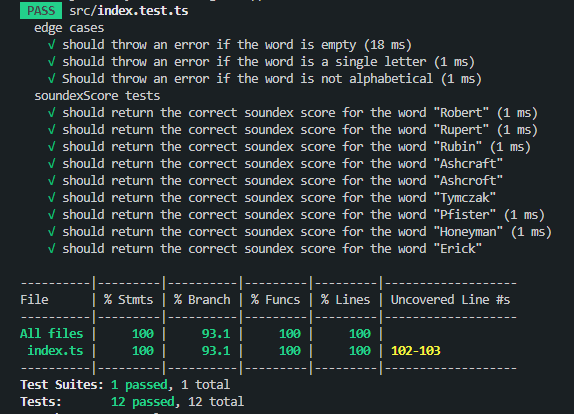 PASS src/index.test.ts
edge cases
√ should throw an error if the word is empty (18 ms)
√ should throw an error if the word is a single letter (1 ms)
√ Should throw an error if the word is not alphabetical (1 ms)
soundexScore tests
√ should return the correct soundex score for the word "Robert" (1 ms)
√ should return the correct soundex score for the word "Rupert" (1 ms)
√ should return the correct soundex score for the word "Rubin" (1 ms)
√ should return the correct soundex score for the word "Ashcraft"
√ should return the correct soundex score for the word "Ashcroft"
√ should return the correct soundex score for the word "Tymczak"
√ should return the correct soundex score for the word "Pfister" (1 ms)
√ should return the correct soundex score for the word "Honeyman" (1 ms)
√ should return the correct soundex score for the word "Erick"
----------|---------|----------|---------|---------|-------------------
File      | % Stmts | % Branch | % Funcs | % Lines | Uncovered Line #s
----------|---------|----------|---------|---------|-------------------
All files |     100 |     93.1 |     100 |     100 |
 index.ts |     100 |     93.1 |     100 |     100 | 102-103
----------|---------|----------|---------|---------|-------------------
Test Suites: 1 passed, 1 total
Tests:       12 passed, 12 total